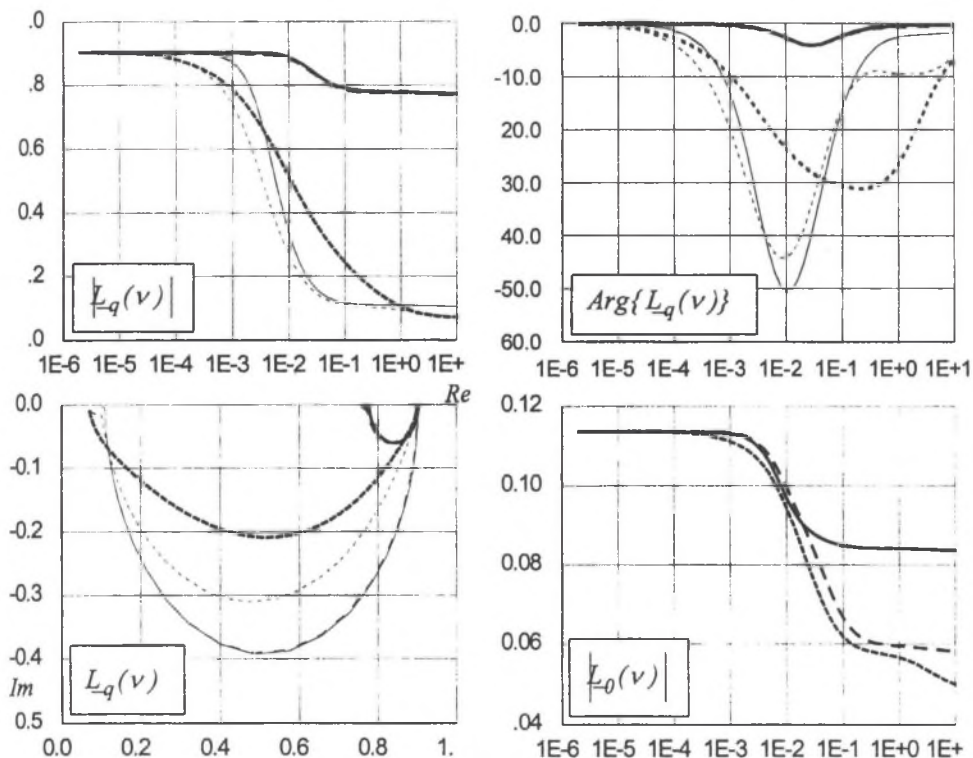 .0
.8
.6
0.4
.2
.0
|L_q(ν)|
1E-6 1E-5 1E-4 1E-3 1E-2 1E-1 1E+0 1E+
0.0
-10.0
20.0
30.0
-40.0
-50.0
60.0
Arg{L_q(ν)}
1E-6 1E-5 1E-4 1E-3 1E-2 1E-1 1E+0 1E+1
Re
0.0
-0.1
-0.2
-0.3
-0.4
Im
0.5
L_q(ν)
0.0 0.2 0.4 0.6 0.8 1.
0.12
0.10
0.08
0.06
.04
|L_0(ν)|
1E-6 1E-5 1E-4 1E-3 1E-2 1E-1 1E+0 1E+